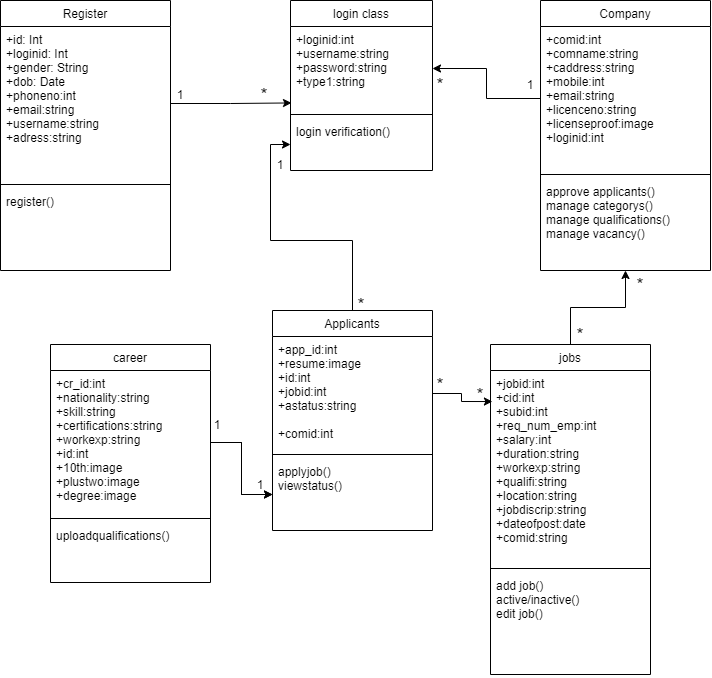 Register
+id: Int
+loginid: Int
+gender: String
+dob: Date
+phoneno:int
+email:string
+username:string
+adress:string
register()
1
*
login class
+loginid:int
+username:string
+password:string
+type1:string
login verification()
*
1
1
*
Company
+comid:int
+comname:string
+caddress:string
+mobile:int
+email:string
+licenceno:string
+licenseproof:image
+loginid:int
approve applicants()
manage categorys()
manage qualifications()
manage vacancy()
*
*
career
+cr_id:int
+nationality:string
+skill:string
+certifications:string
+workexp:string
+id:int
+10th:image
+plustwo:image
+degree:image
uploadqualifications()
1
1
Applicants
+app_id:int
+resume:image
+id:int
+jobid:int
+astatus:string
+comid:int
applyjob()
viewstatus()
*
*
jobs
+jobid:int
+cid:int
+subid:int
+req_num_emp:int
+salary:int
+duration:string
+workexp:string
+qualifi:string
+location:string
+jobdiscrip:string
+dateofpost:date
+comid:string
add job()
active/inactive()
edit job()